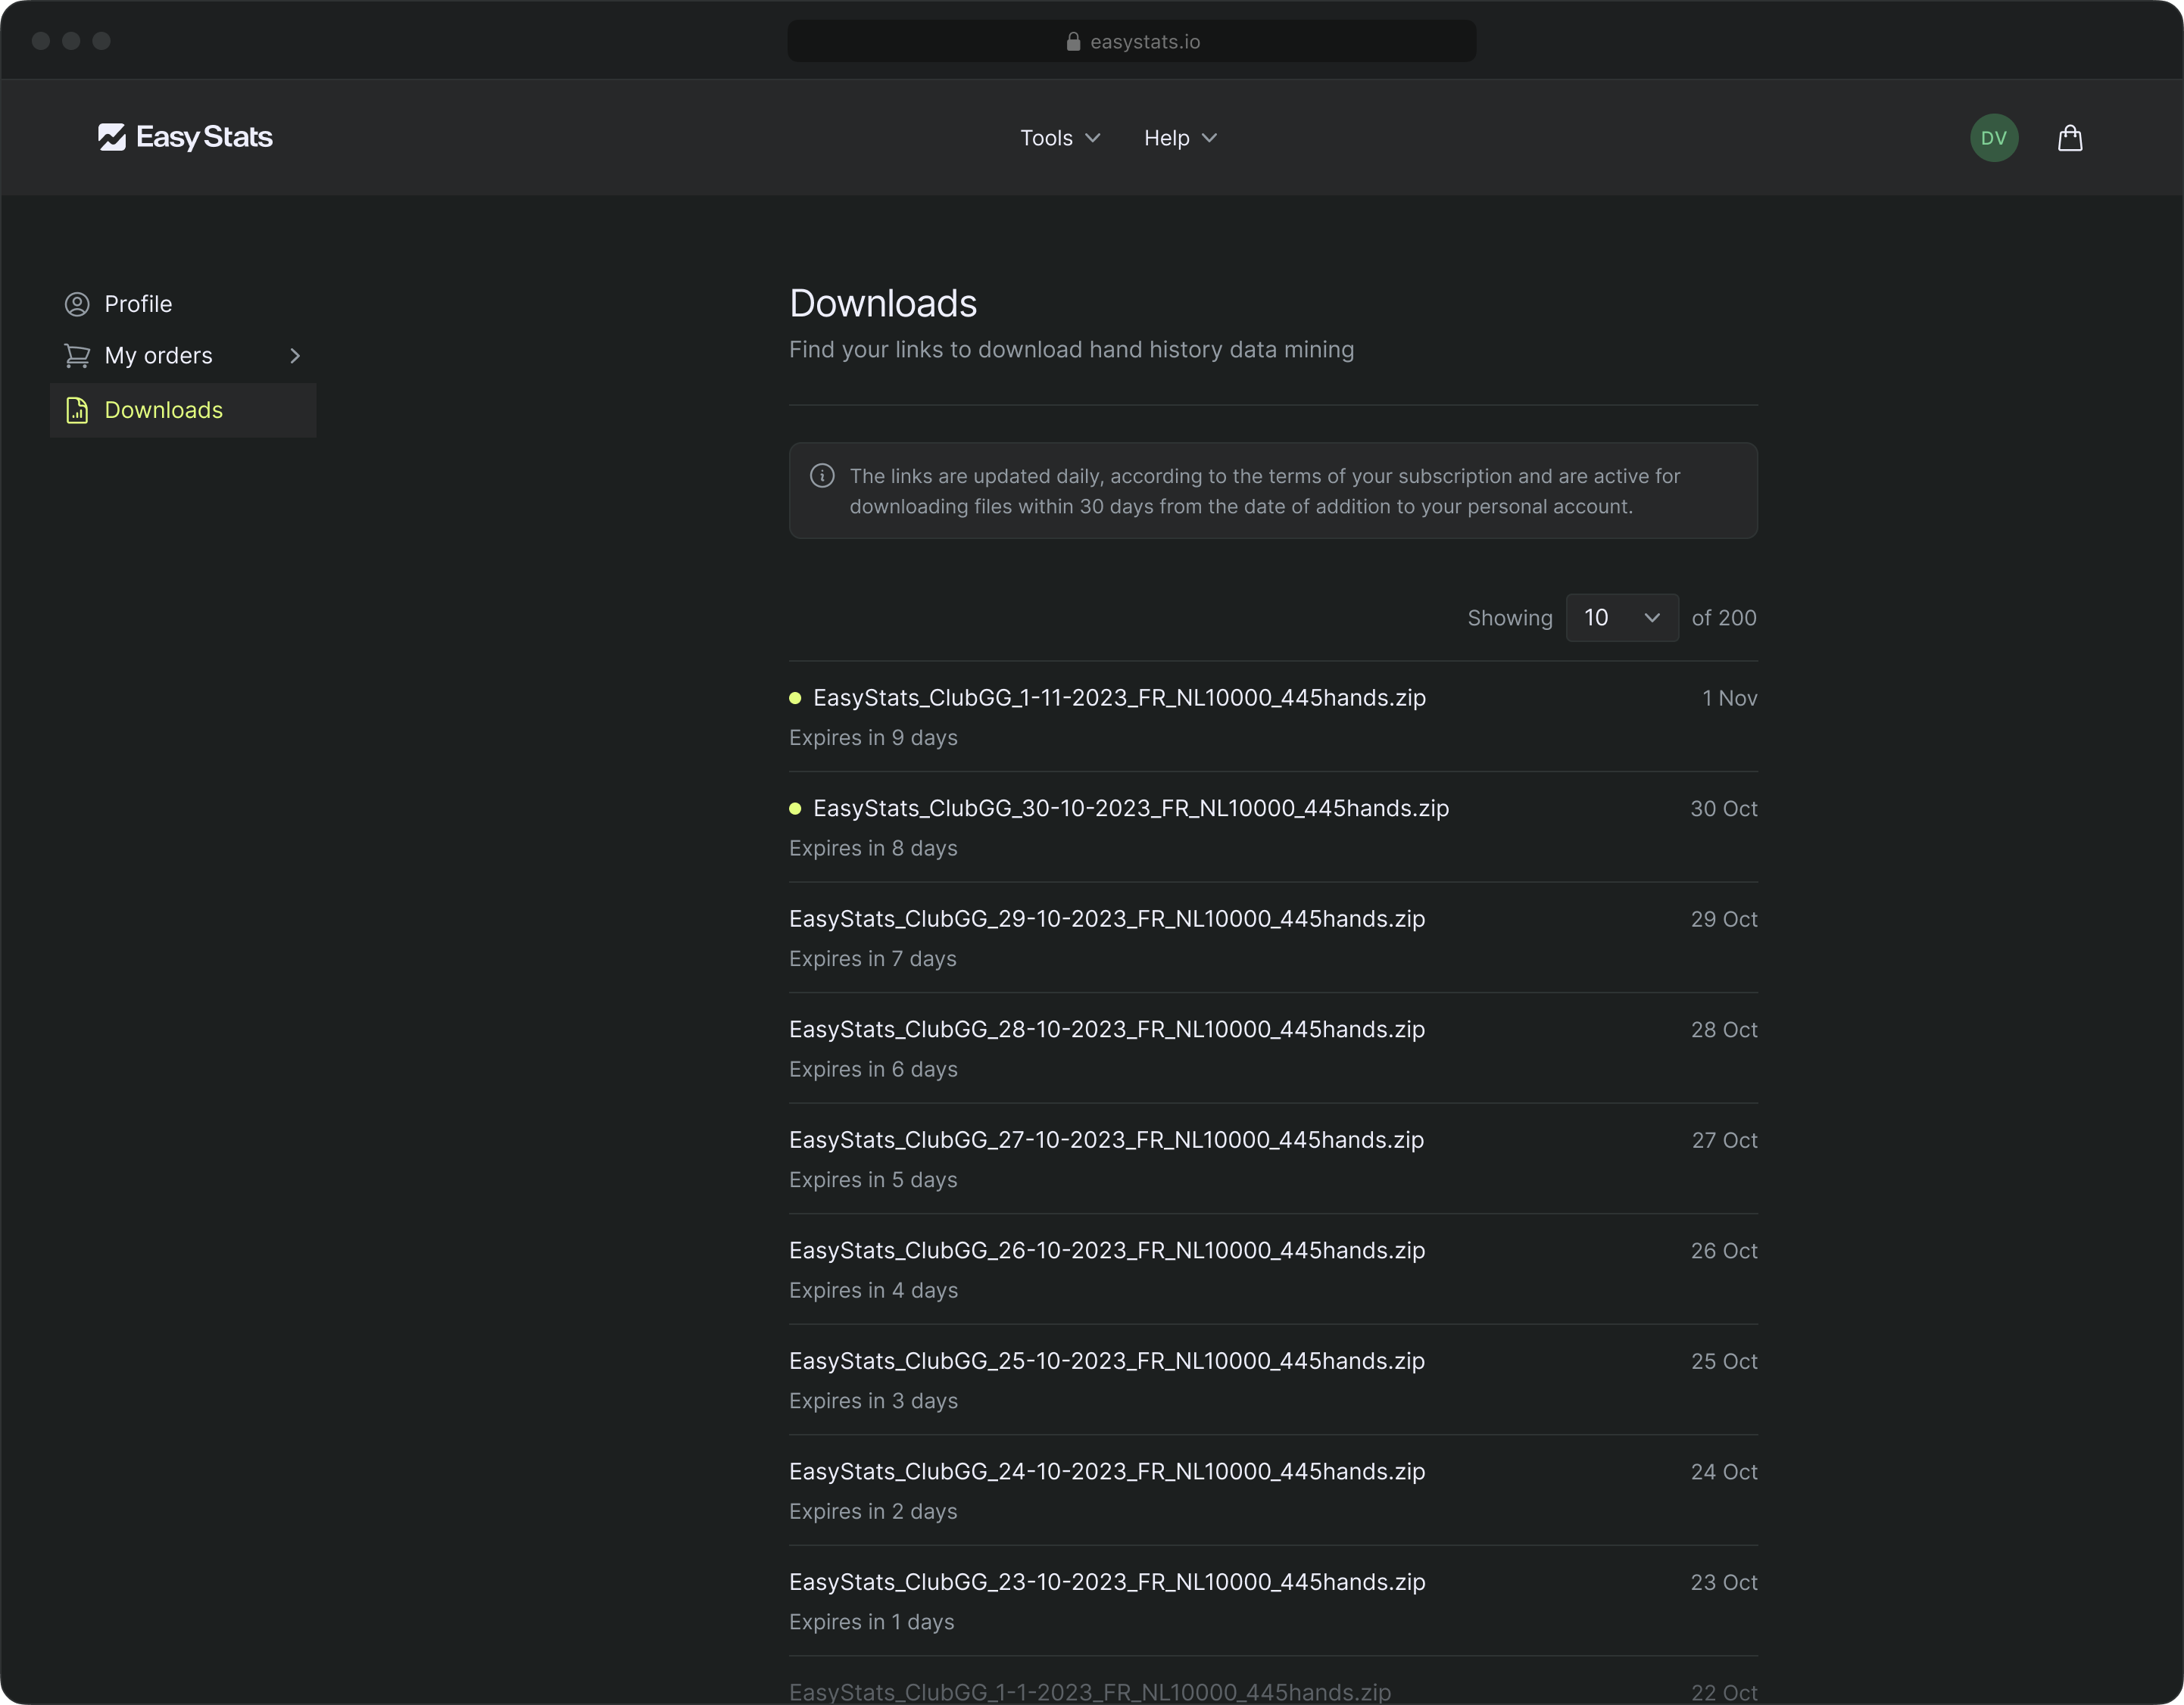 easystats.io
Easy Stats
Tools
Help
DV
Profile
My orders
Downloads
Downloads
Find your links to download hand history data mining
The links are updated daily, according to the terms of your subscription and are active for
downloading files within 30 days from the date of addition to your personal account.
Showing 10 of 200
EasyStats_ClubGG_1-11-2023_FR_NL10000_445hands.zip 1 Nov
Expires in 9 days
EasyStats_ClubGG_30-10-2023_FR_NL10000_445hands.zip 30 Oct
Expires in 8 days
EasyStats_ClubGG_29-10-2023_FR_NL10000_445hands.zip 29 Oct
Expires in 7 days
EasyStats_ClubGG_28-10-2023_FR_NL10000_445hands.zip 28 Oct
Expires in 6 days
EasyStats_ClubGG_27-10-2023_FR_NL10000_445hands.zip 27 Oct
Expires in 5 days
EasyStats_ClubGG_26-10-2023_FR_NL10000_445hands.zip 26 Oct
Expires in 4 days
EasyStats_ClubGG_25-10-2023_FR_NL10000_445hands.zip 25 Oct
Expires in 3 days
EasyStats_ClubGG_24-10-2023_FR_NL10000_445hands.zip 24 Oct
Expires in 2 days
EasyStats_ClubGG_23-10-2023_FR_NL10000_445hands.zip 23 Oct
Expires in 1 days
EasyStats_ClubGG_1-1-2023_FR_NL10000_445hands.zip 22 Oct